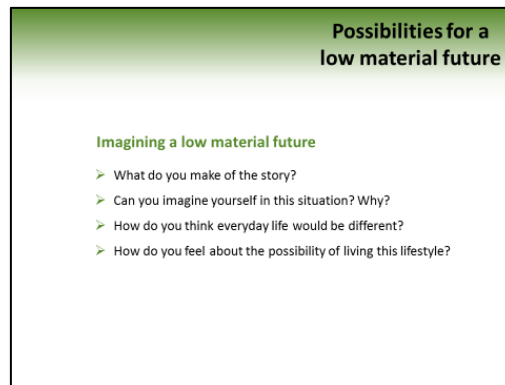 Possibilities for a
low material future
Imagining a low material future
What do you make of the story?
Can you imagine yourself in this situation? Why?
How do you think everyday life would be different?
How do you feel about the possibility of living this lifestyle?